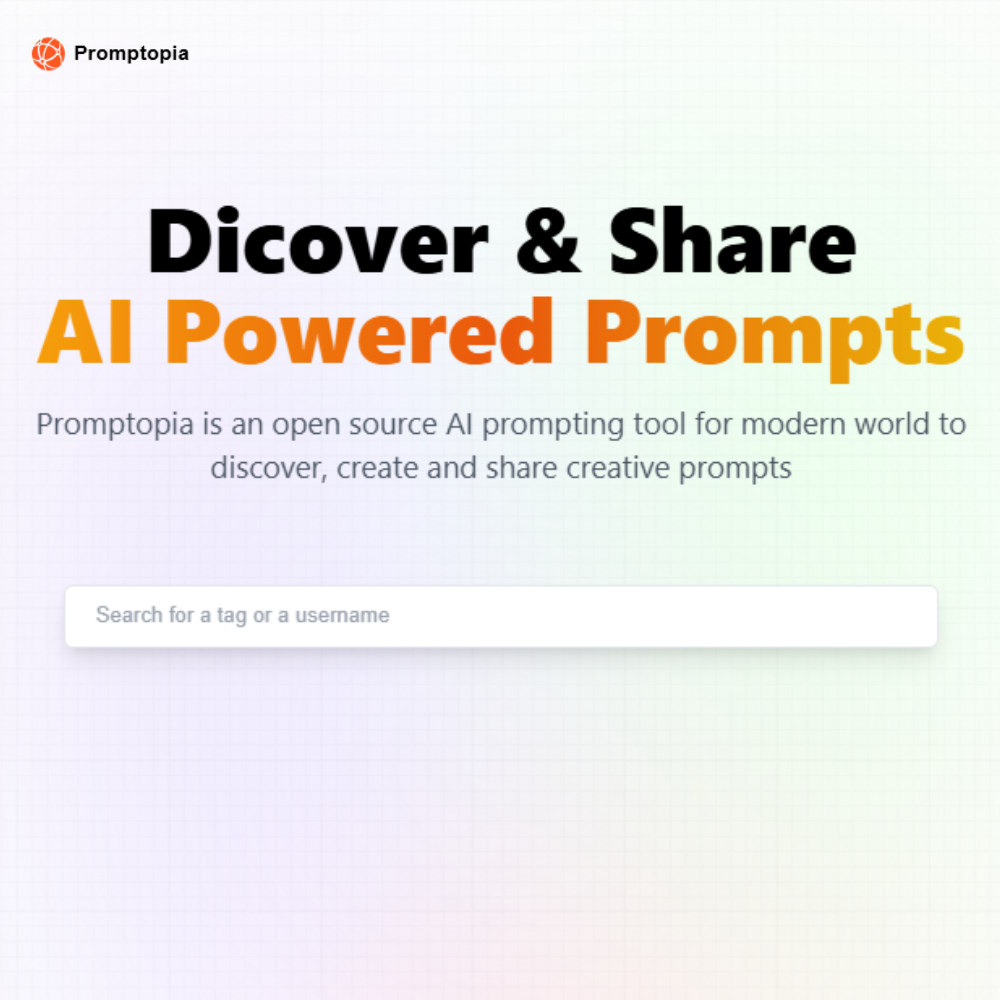 Promptopia
Dicover & Share
AI Powered Prompts
Promptopia is an open source AI prompting tool for modern world to
discover, create and share creative prompts
Search for a tag or a username